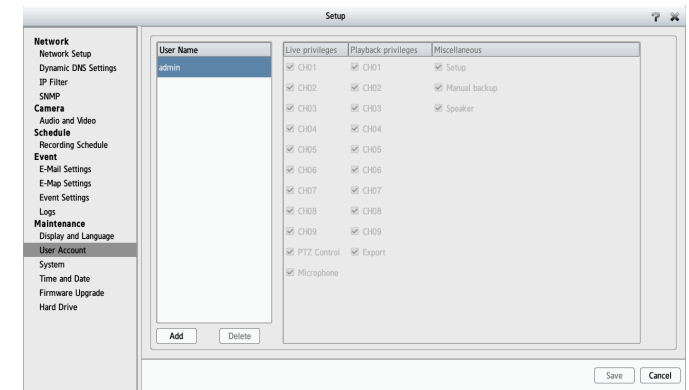 Setup
Network
Network Setup
Dynamic DNS Settings
IP Filter
SNMP
Camera
Audio and Video
Schedule
Recording Schedule
Event
E-Mail Settings
E-Map Settings
Event Settings
Logs
Maintenance
Display and Language
User Account
System
Time and Date
Firmware Upgrade
Hard Drive
User Name
admin
Add Delete
Live privileges Playback privileges Miscellaneous
CH01 CH01 Setup
CH02 CH02 Manual backup
CH03 CH03 Speaker
CH04 CH04
CH05 CH05
CH06 CH06
CH07 CH07
CH08 CH08
CH09 CH09
PTZ Control Export
Microphone
Save Cancel